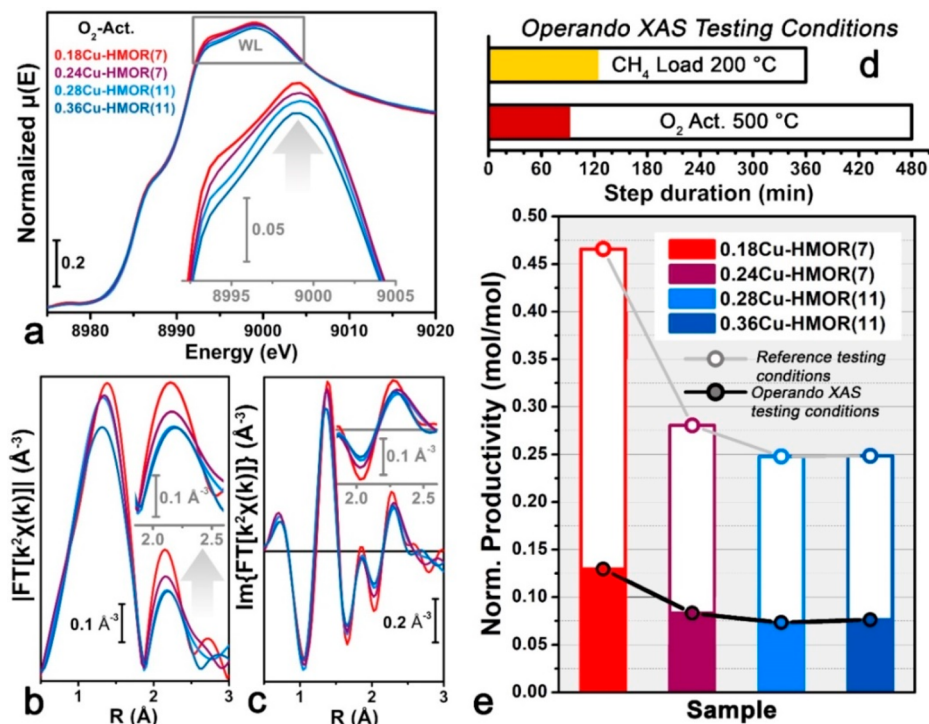 O₂-Act.
0.18Cu-HMOR(7)
0.24Cu-HMOR(7)
0.28Cu-HMOR(11)
0.36Cu-HMOR(11)
WL
Normalized μ(E)
0.2
0.05
8995 9000 9005
8980 8990 9000 9010 9020
a
Energy (eV)
Operando XAS Testing Conditions
d
CH₄ Load 200 °C
O₂ Act. 500 °C
0 60 120 180 240 300 360 420 480
Step duration (min)
|FT[k²χ(k)]| (Å⁻³)
0.1 Å⁻³
2.0 2.5
0.1 Å⁻³
1 2 3
b
R (Å)
Im{FT[k²χ(k)]} (Å⁻³)
0.1 Å⁻³
2.0 2.5
0.2 Å⁻³
1 2 3
c
R (Å)
Norm. Productivity (mol/mol)
0.50
0.45
0.40
0.35
0.30
0.25
0.20
0.15
0.10
0.05
0.00
0.18Cu-HMOR(7)
0.24Cu-HMOR(7)
0.28Cu-HMOR(11)
0.36Cu-HMOR(11)
Reference testing
conditions
Operando XAS
testing conditions
e
Sample